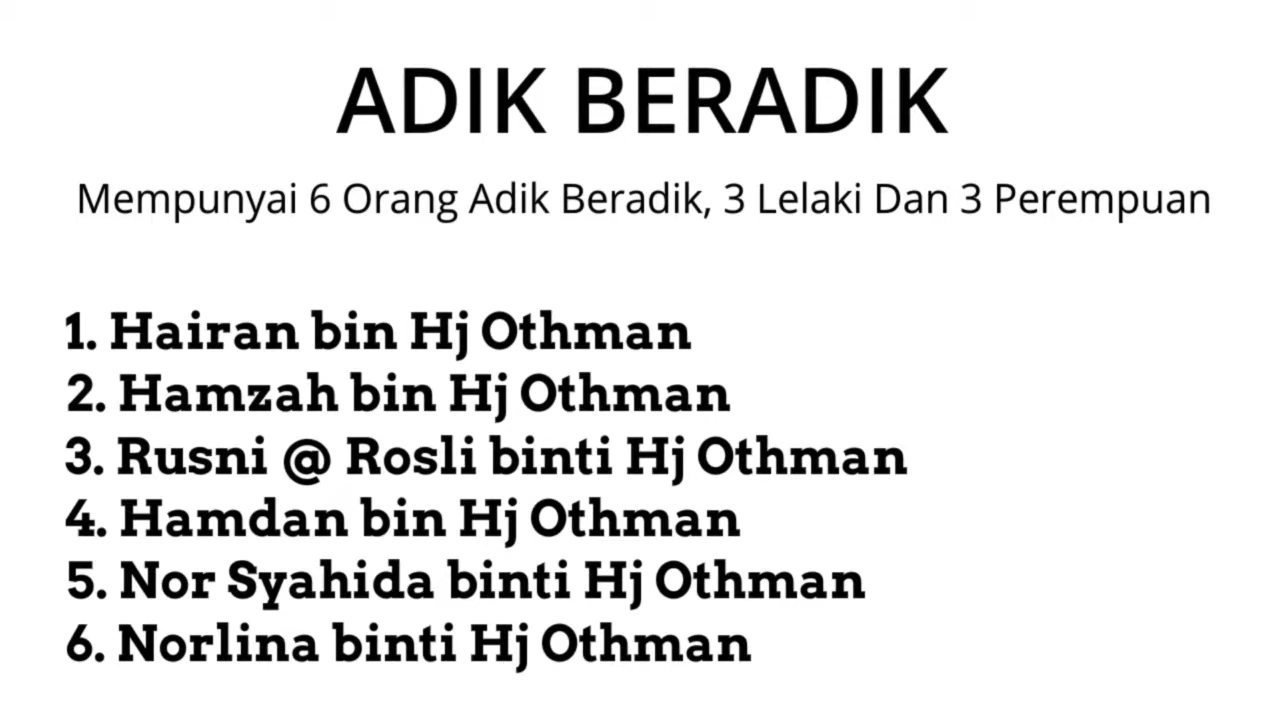 ADIK BERADIK
Mempunyai 6 Orang Adik Beradik, 3 Lelaki Dan 3 Perempuan
1. Hairan bin Hj Othman
2. Hamzah bin Hj Othman
3. Rusni @ Rosli binti Hj Othman
4. Hamdan bin Hj Othman
5. Nor Syahida binti Hj Othman
6. Norlina binti Hj Othman